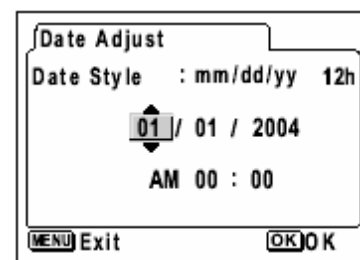 Date Adjust
Date Style : mm/dd/yy 12h
01 / 01 / 2004
AM 00 : 00
MENU Exit OK OK